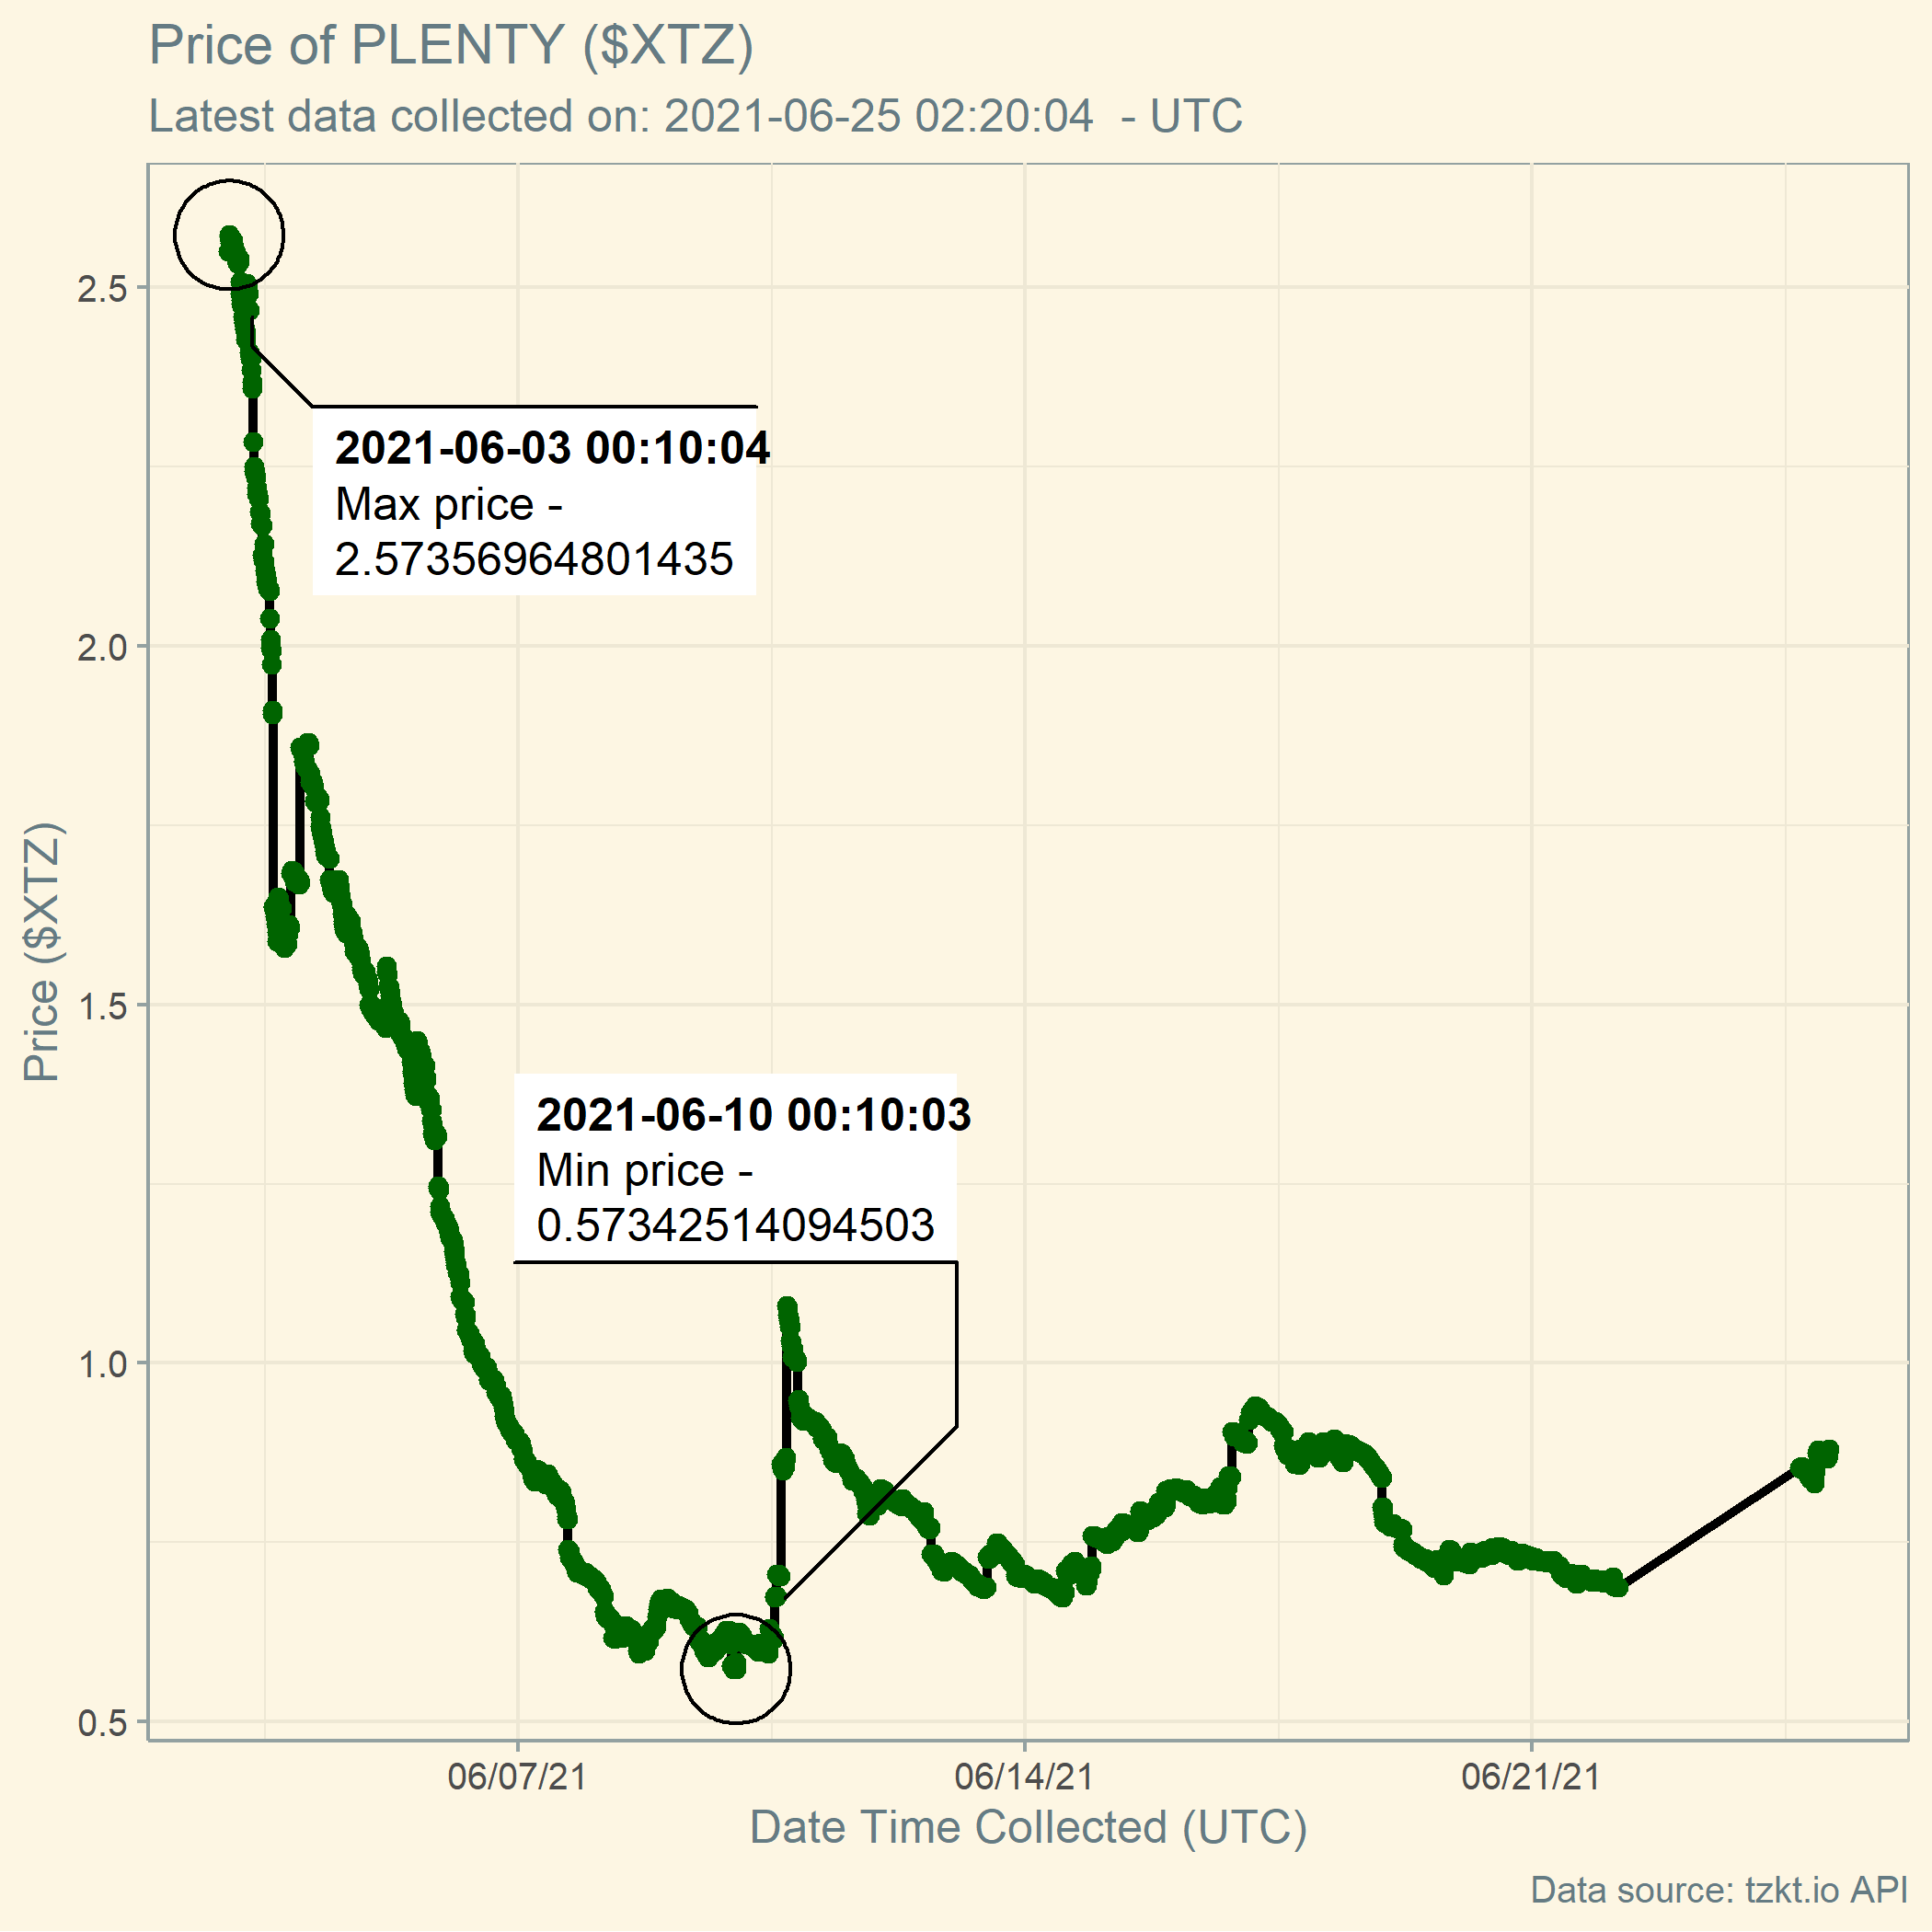 Price of PLENTY ($XTZ)
Latest data collected on: 2021-06-25 02:20:04  - UTC
2.5
2.0
1.5
1.0
0.5
Price ($XTZ)
2021-06-03 00:10:04
Max price -
2.57356964801435
2021-06-10 00:10:03
Min price -
0.57342514094503
06/07/21
06/14/21
06/21/21
Date Time Collected (UTC)
Data source: tzkt.io API